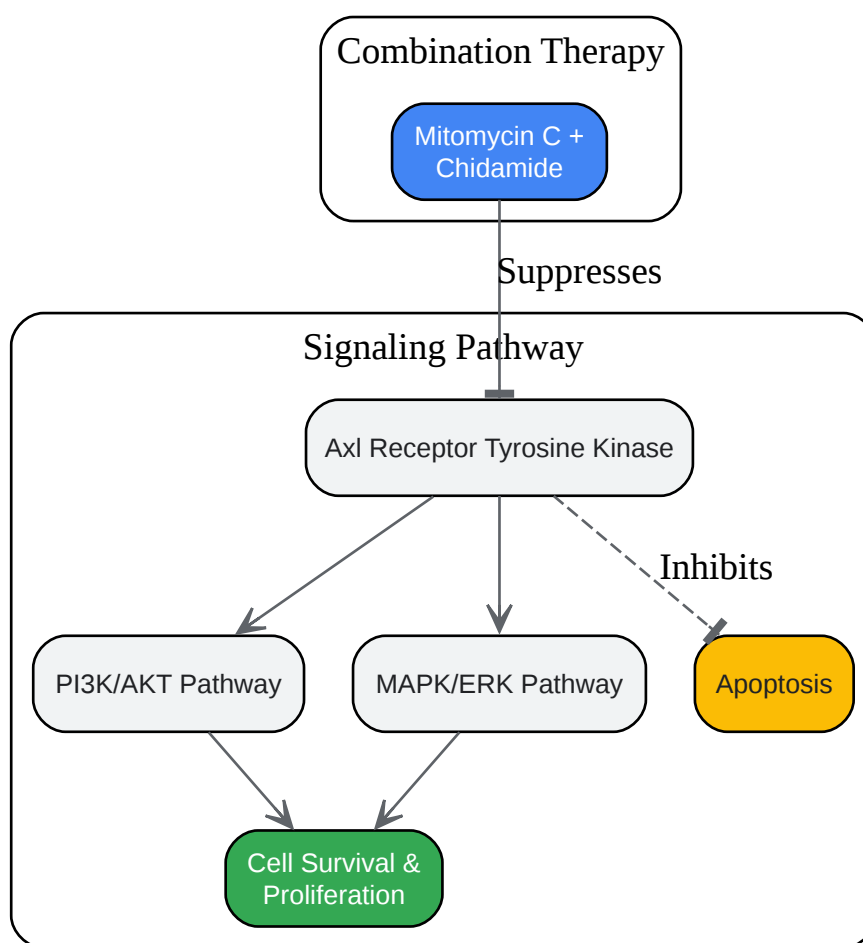 Combination Therapy
Mitomycin C +
Chidamide
Suppresses
Signaling Pathway
Axl Receptor Tyrosine Kinase
Inhibits
PI3K/AKT Pathway
MAPK/ERK Pathway
Apoptosis
Cell Survival &
Proliferation